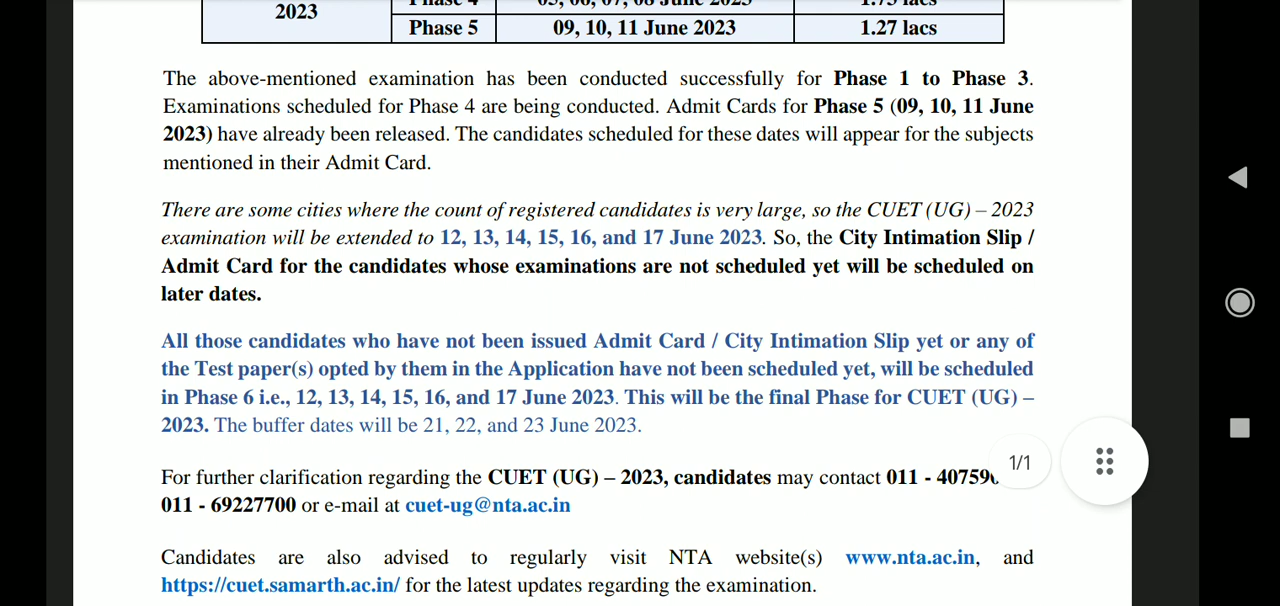 2023
Phase 4 05, 06, 07, 08 June 2023 1.75 lacs
Phase 5 09, 10, 11 June 2023 1.27 lacs
The above-mentioned examination has been conducted successfully for Phase 1 to Phase 3.
Examinations scheduled for Phase 4 are being conducted. Admit Cards for Phase 5 (09, 10, 11 June
2023) have already been released. The candidates scheduled for these dates will appear for the subjects
mentioned in their Admit Card.
There are some cities where the count of registered candidates is very large, so the CUET (UG) – 2023
examination will be extended to 12, 13, 14, 15, 16, and 17 June 2023. So, the City Intimation Slip /
Admit Card for the candidates whose examinations are not scheduled yet will be scheduled on
later dates.
All those candidates who have not been issued Admit Card / City Intimation Slip yet or any of
the Test paper(s) opted by them in the Application have not been scheduled yet, will be scheduled
in Phase 6 i.e., 12, 13, 14, 15, 16, and 17 June 2023. This will be the final Phase for CUET (UG) –
2023. The buffer dates will be 21, 22, and 23 June 2023.
For further clarification regarding the CUET (UG) – 2023, candidates may contact 011 -
1/1
011 - 69227700 or e-mail at cuet-ug@nta.ac.in
Candidates are also advised to regularly visit NTA website(s) www.nta.ac.in, and
https://cuet.samarth.ac.in/ for the latest updates regarding the examination.